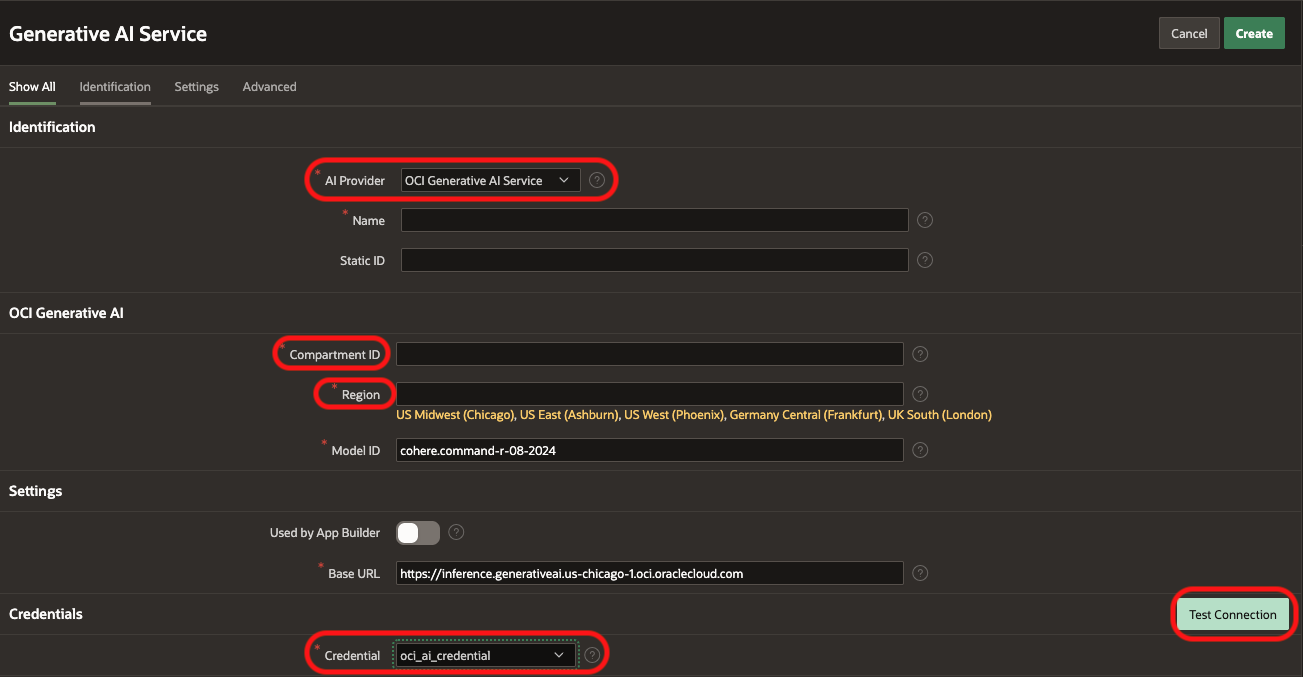 Generative AI Service
Cancel
Create
Show All
Identification
Settings
Advanced
Identification
* AI Provider OCI Generative AI Service ?
* Name ?
Static ID ?
OCI Generative AI
* Compartment ID ?
* Region ?
US Midwest (Chicago), US East (Ashburn), US West (Phoenix), Germany Central (Frankfurt), UK South (London)
* Model ID cohere.command-r-08-2024 ?
Settings
Used by App Builder ?
* Base URL https://inference.generativeai.us-chicago-1.oci.oraclecloud.com ?
Credentials
Test Connection
* Credential oci_ai_credential ?